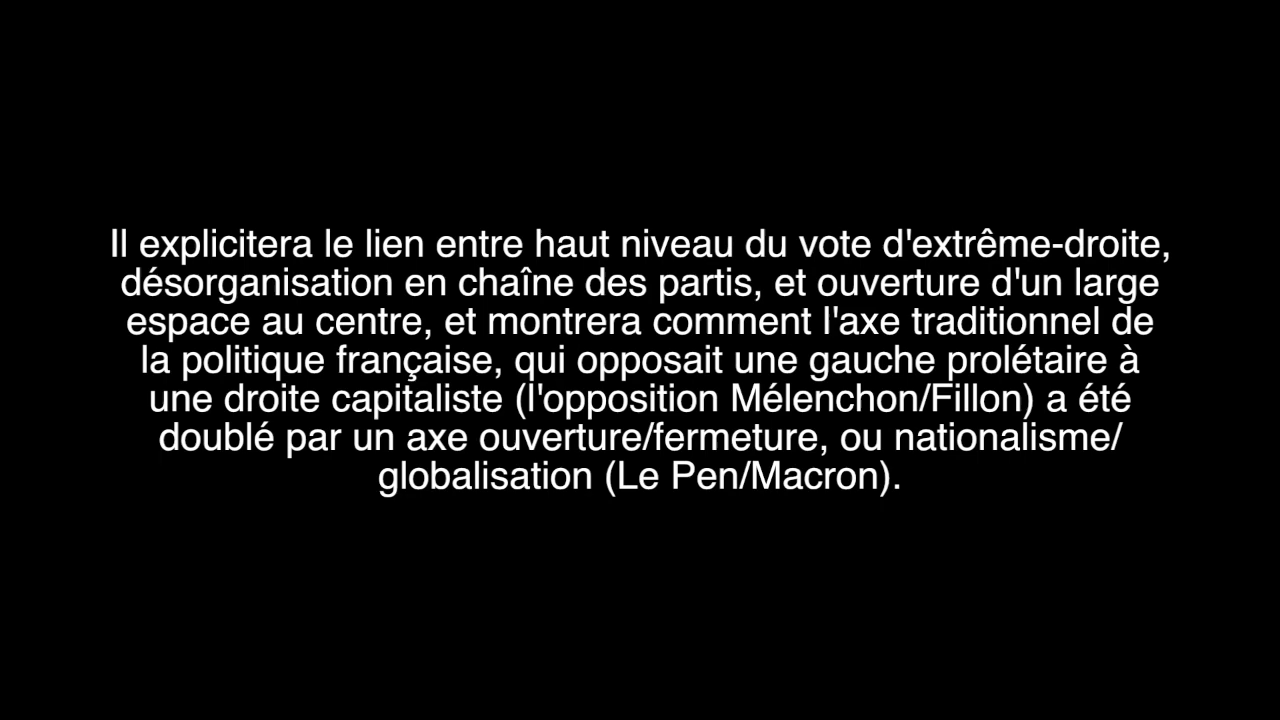 Il explicitera le lien entre haut niveau du vote d'extrême-droite,
désorganisation en chaîne des partis, et ouverture d'un large
espace au centre, et montrera comment l'axe traditionnel de
la politique française, qui opposait une gauche prolétaire à
une droite capitaliste (l'opposition Mélenchon/Fillon) a été
doublé par un axe ouverture/fermeture, ou nationalisme/
globalisation (Le Pen/Macron).